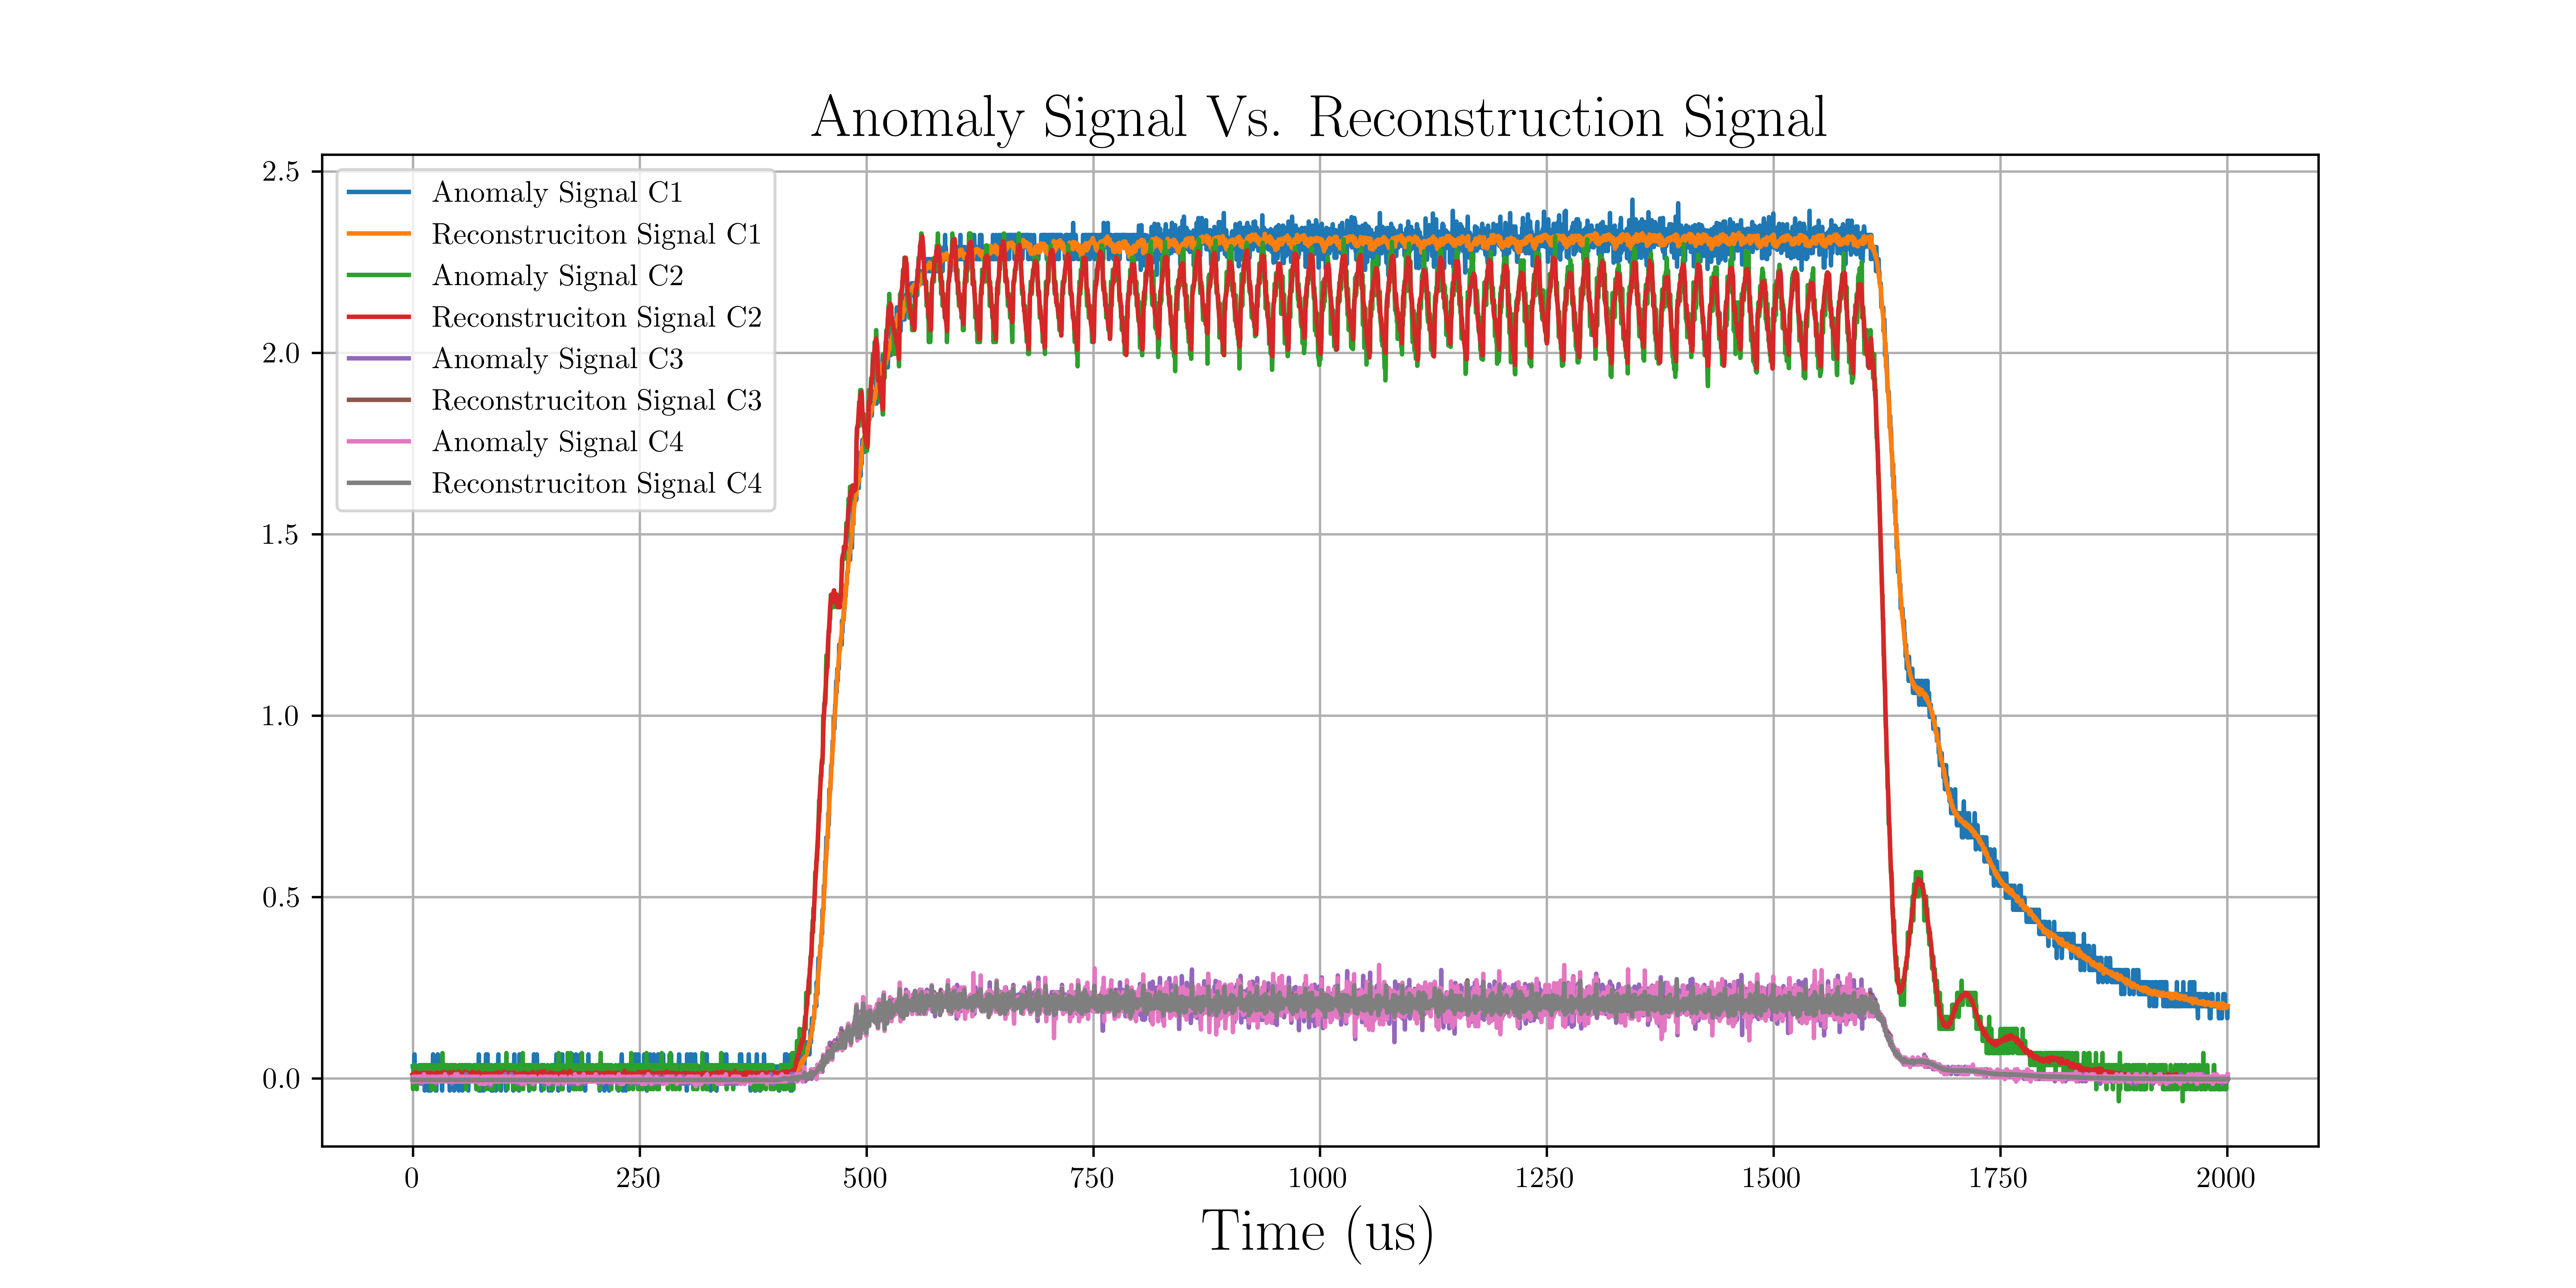 Anomaly Signal Vs. Reconstruction Signal
2.5
2.0
1.5
1.0
0.5
0.0
Anomaly Signal C1
Reconstruciton Signal C1
Anomaly Signal C2
Reconstruciton Signal C2
Anomaly Signal C3
Reconstruciton Signal C3
Anomaly Signal C4
Reconstruciton Signal C4
0 250 500 750 1000 1250 1500 1750 2000
Time (us)